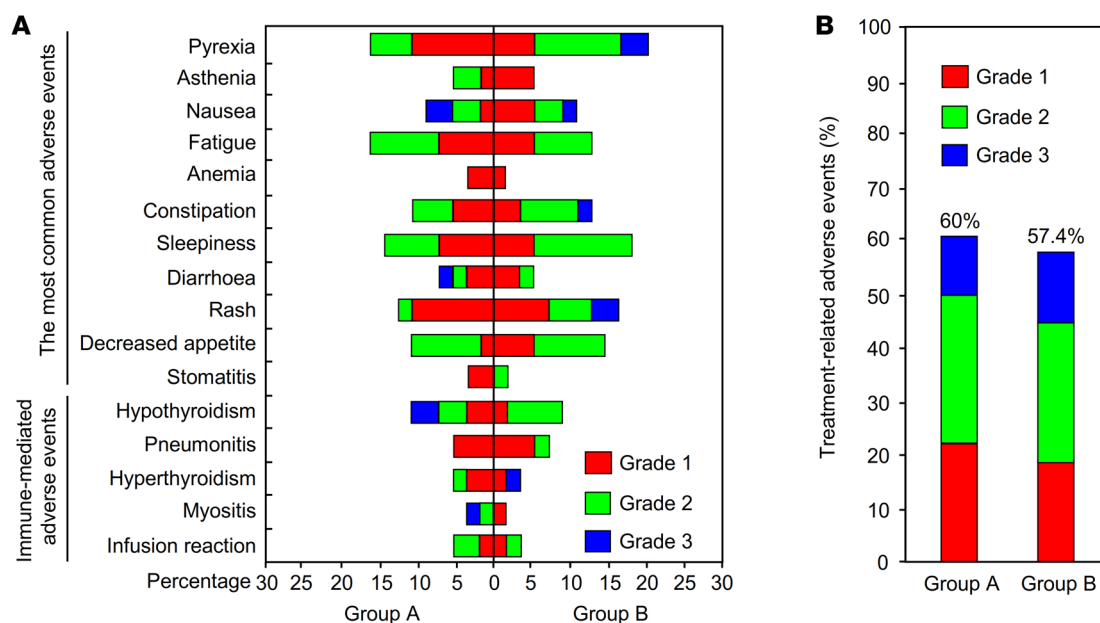 A
The most common adverse events
Pyrexia
Asthenia
Nausea
Fatigue
Anemia
Constipation
Sleepiness
Diarrhoea
Rash
Decreased appetite
Stomatitis
Immune-mediated
adverse events
Hypothyroidism
Pneumonitis
Hyperthyroidism
Myositis
Infusion reaction
Grade 1
Grade 2
Grade 3
Percentage 30 25 20 10 5 0 5 10 15 20 25 30
Group A Group B
B
Treatment-related adverse events (%)
100
90
80
70
60
50
40
30
20
10
0
Grade 1
Grade 2
Grade 3
60%
57.4%
Group A Group B